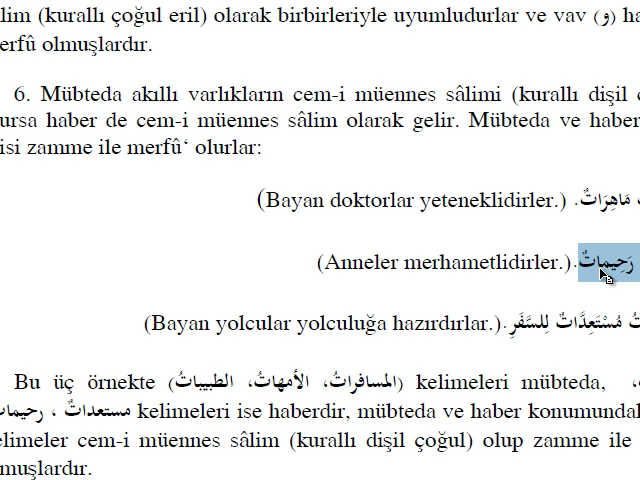 lim (kurallı çoğul eril) olarak birbirleriyle uyumludurlar ve vav (و) ha
erfû olmuşlardır.
6. Mübteda akıllı varlıkların cem-i müennes sâlimi (kurallı dişil
ursa haber de cem-i müennes sâlim olarak gelir. Mübteda ve haber
isi zamme ile merfû‘ olurlar:
(Bayan doktorlar yeteneklidirler.) مَاهِرَاتٌ.
(Anneler merhametlidirler.) رَحِيماتٌ.
(Bayan yolcular yolculuğa hazırdırlar.) مُسْتَعِدَّاتٌ لِلسَّفَرِ.
Bu üç örnekte (المسافراتُ، الأمهاتُ، الطبيباتُ) kelimeleri mübteda, ،
مستعداتٌ ، رحيمات kelimeleri ise haberdir, mübteda ve haber konumunda
elimeler cem-i müennes sâlim (kurallı dişil çoğul) olup zamme ile
muşlardır.